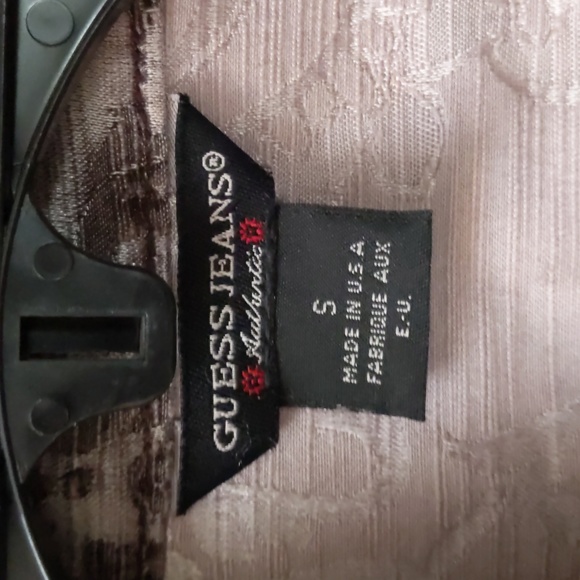 GUESS JEANS®
Authentic
S
MADE IN U.S.A.
FABRIQUE AUX
E.-U.